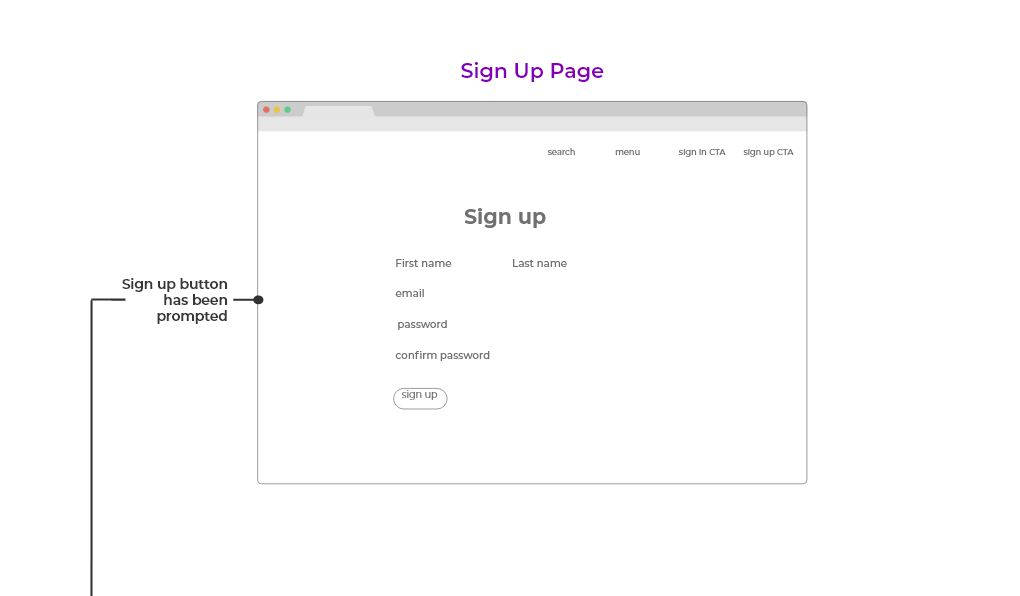 Sign Up Page
search menu sign in CTA sign up CTA
Sign up
First name Last name
email
password
confirm password
sign up
Sign up button
has been
prompted